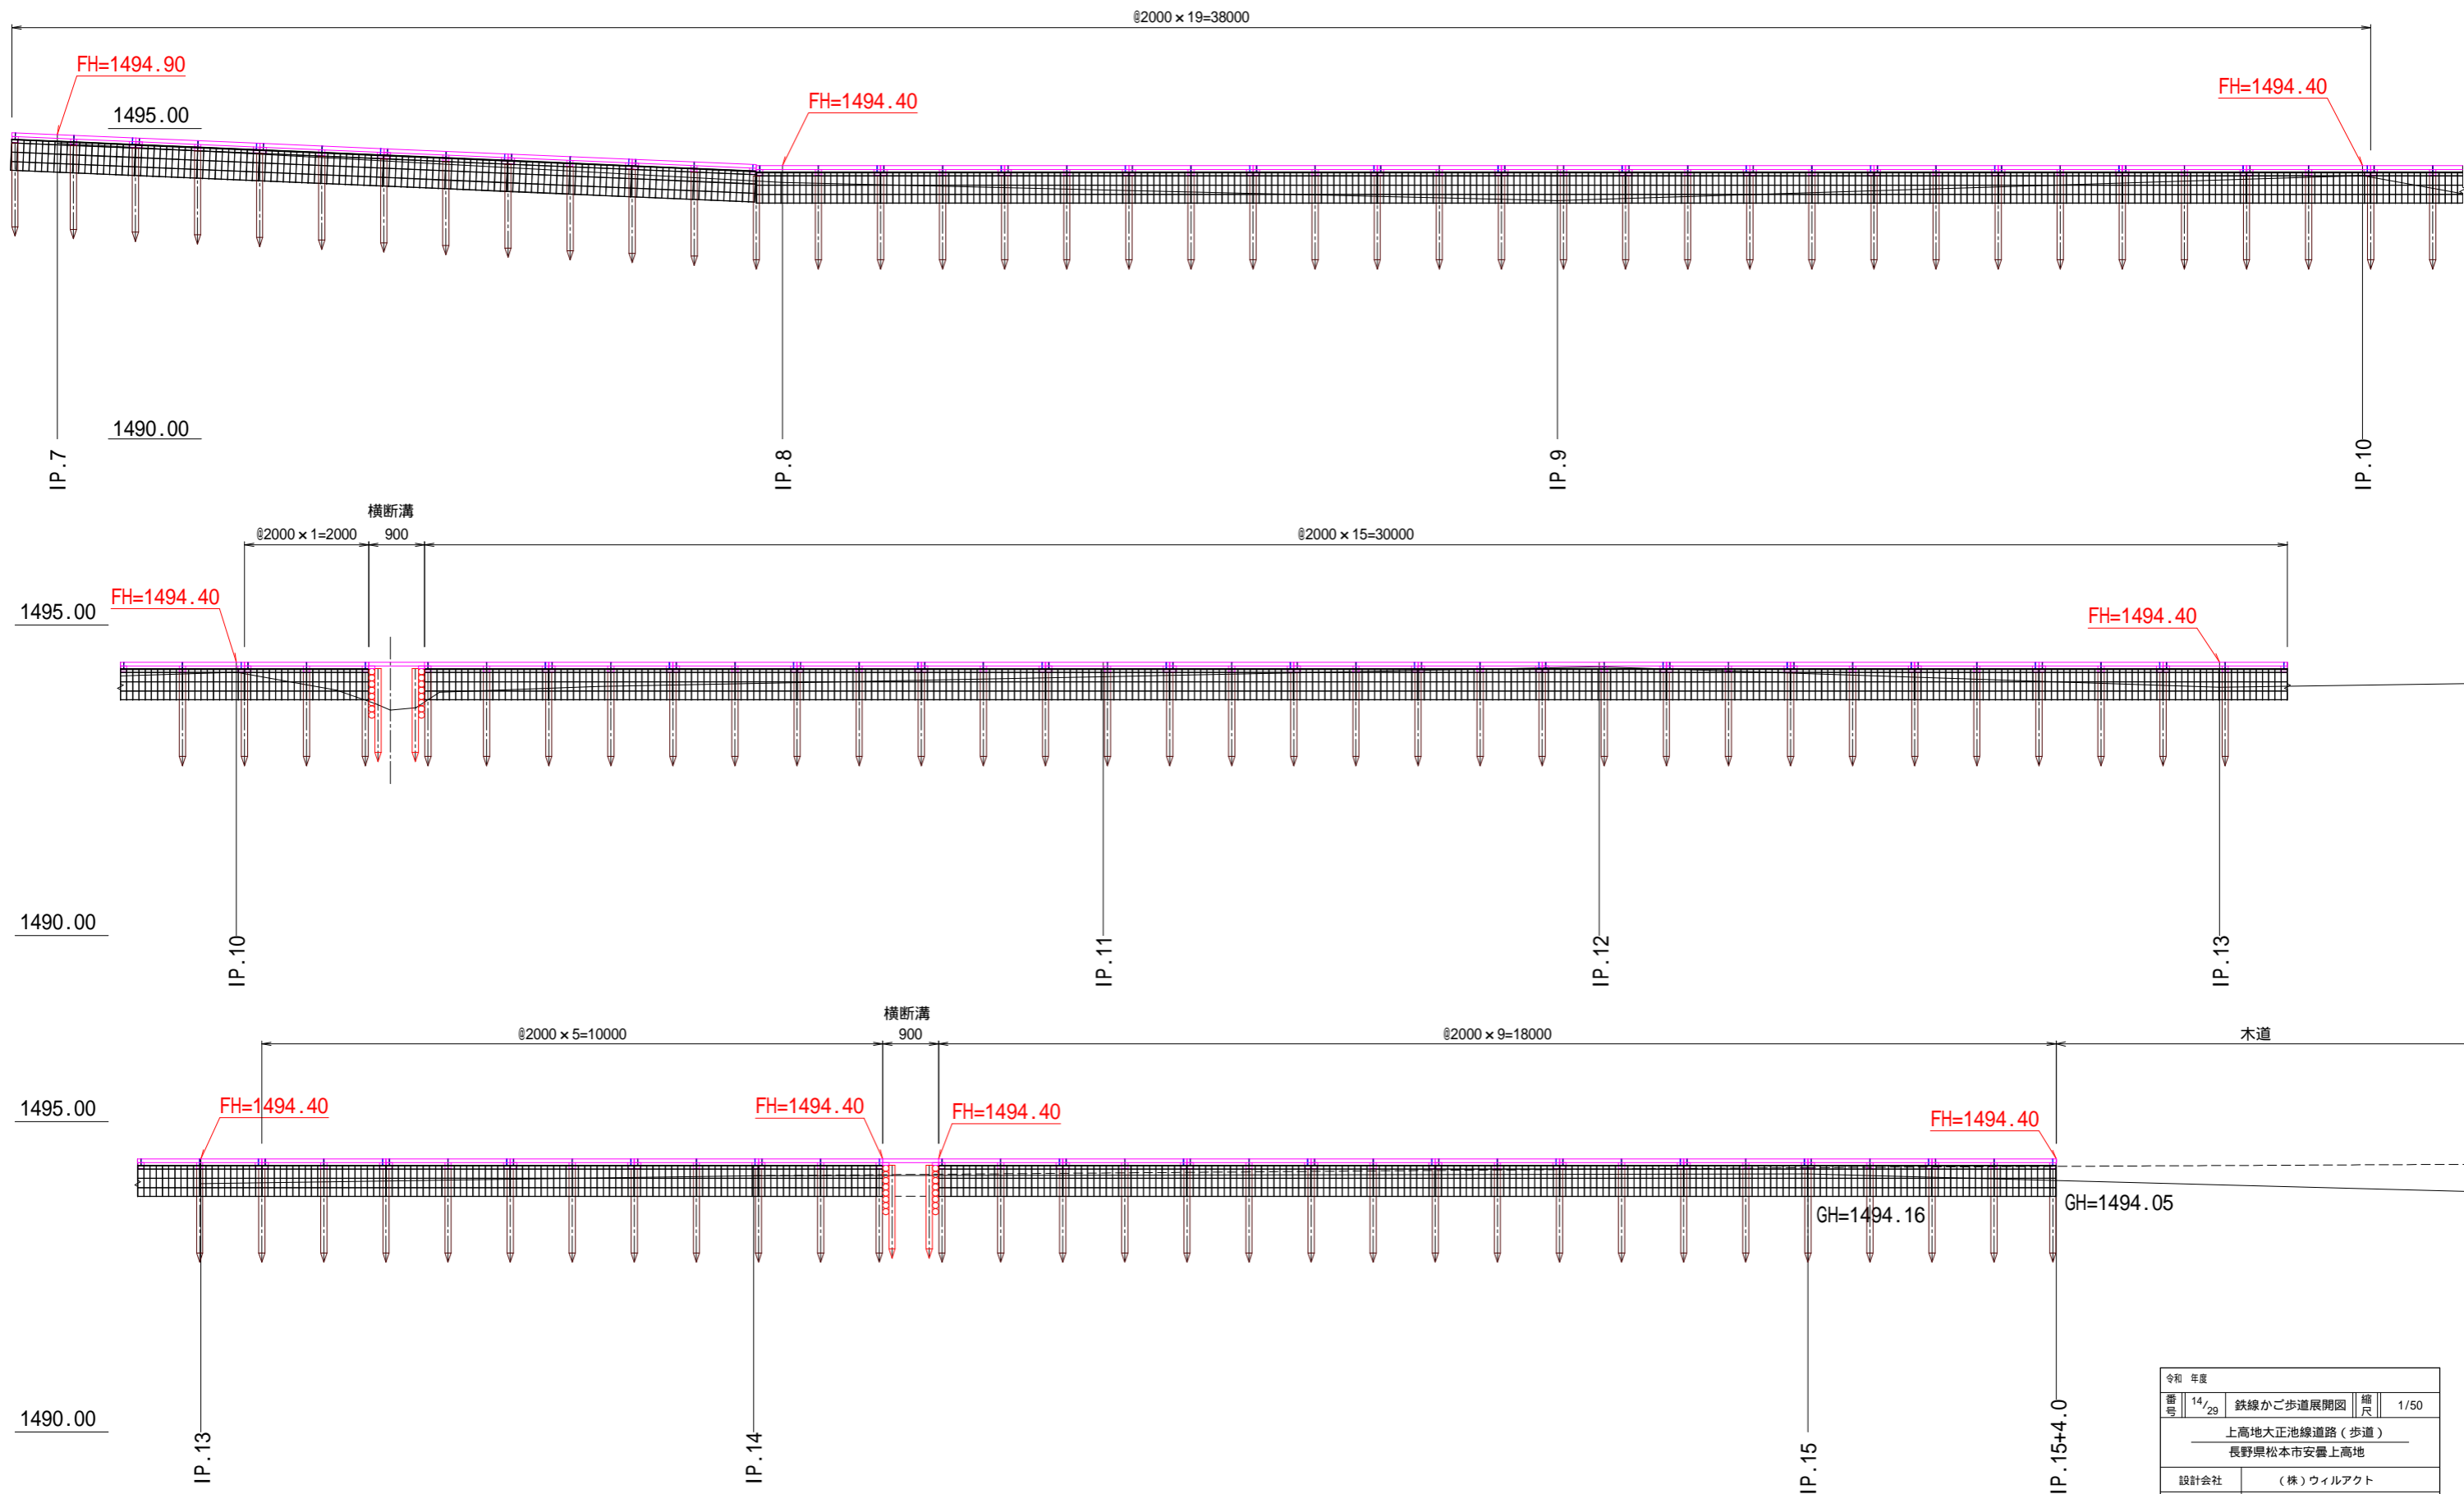 @2000×19=38000
FH=1494.90
FH=1494.40
FH=1494.40
1495.00
1490.00
IP.7
IP.8
IP.9
IP.10
横断溝
@2000×1=2000
900
@2000×15=30000
FH=1494.40
FH=1494.40
1495.00
1490.00
IP.10
IP.11
IP.12
IP.13
横断溝
@2000×5=10000
900
@2000×9=18000
木道
FH=1494.40
FH=1494.40
FH=1494.40
FH=1494.40
1495.00
GH=1494.16
GH=1494.05
1490.00
IP.13
IP.14
IP.15
IP.15+4.0
令和 年度
番号 14/29 鉄線かご歩道展開図 縮尺 1/50
上高地大正池線道路(歩道)
長野県松本市安曇上高地
設計会社 (株)ウィルアクト